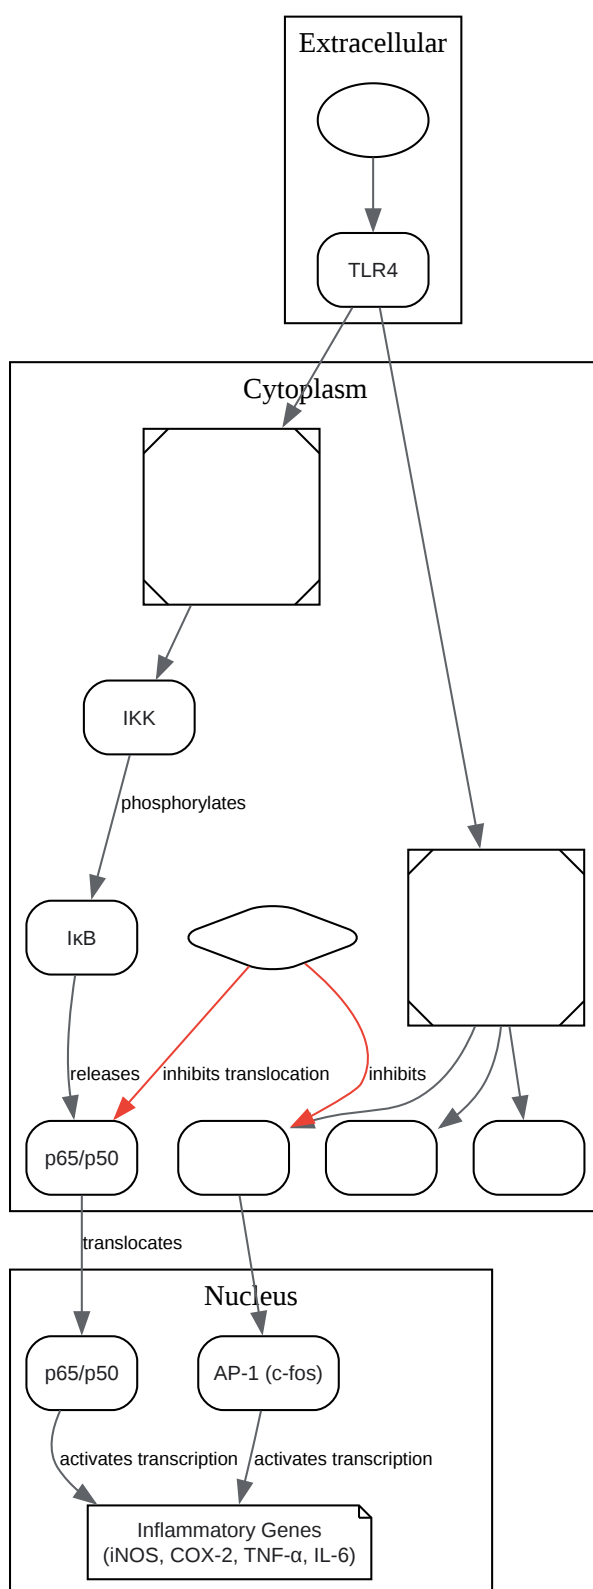 Extracellular
TLR4
Cytoplasm
IKK
phosphorylates
IκB
releases
inhibits translocation
inhibits
p65/p50
translocates
Nucleus
p65/p50
AP-1 (c-fos)
activates transcription
activates transcription
Inflammatory Genes
(iNOS, COX-2, TNF-α, IL-6)